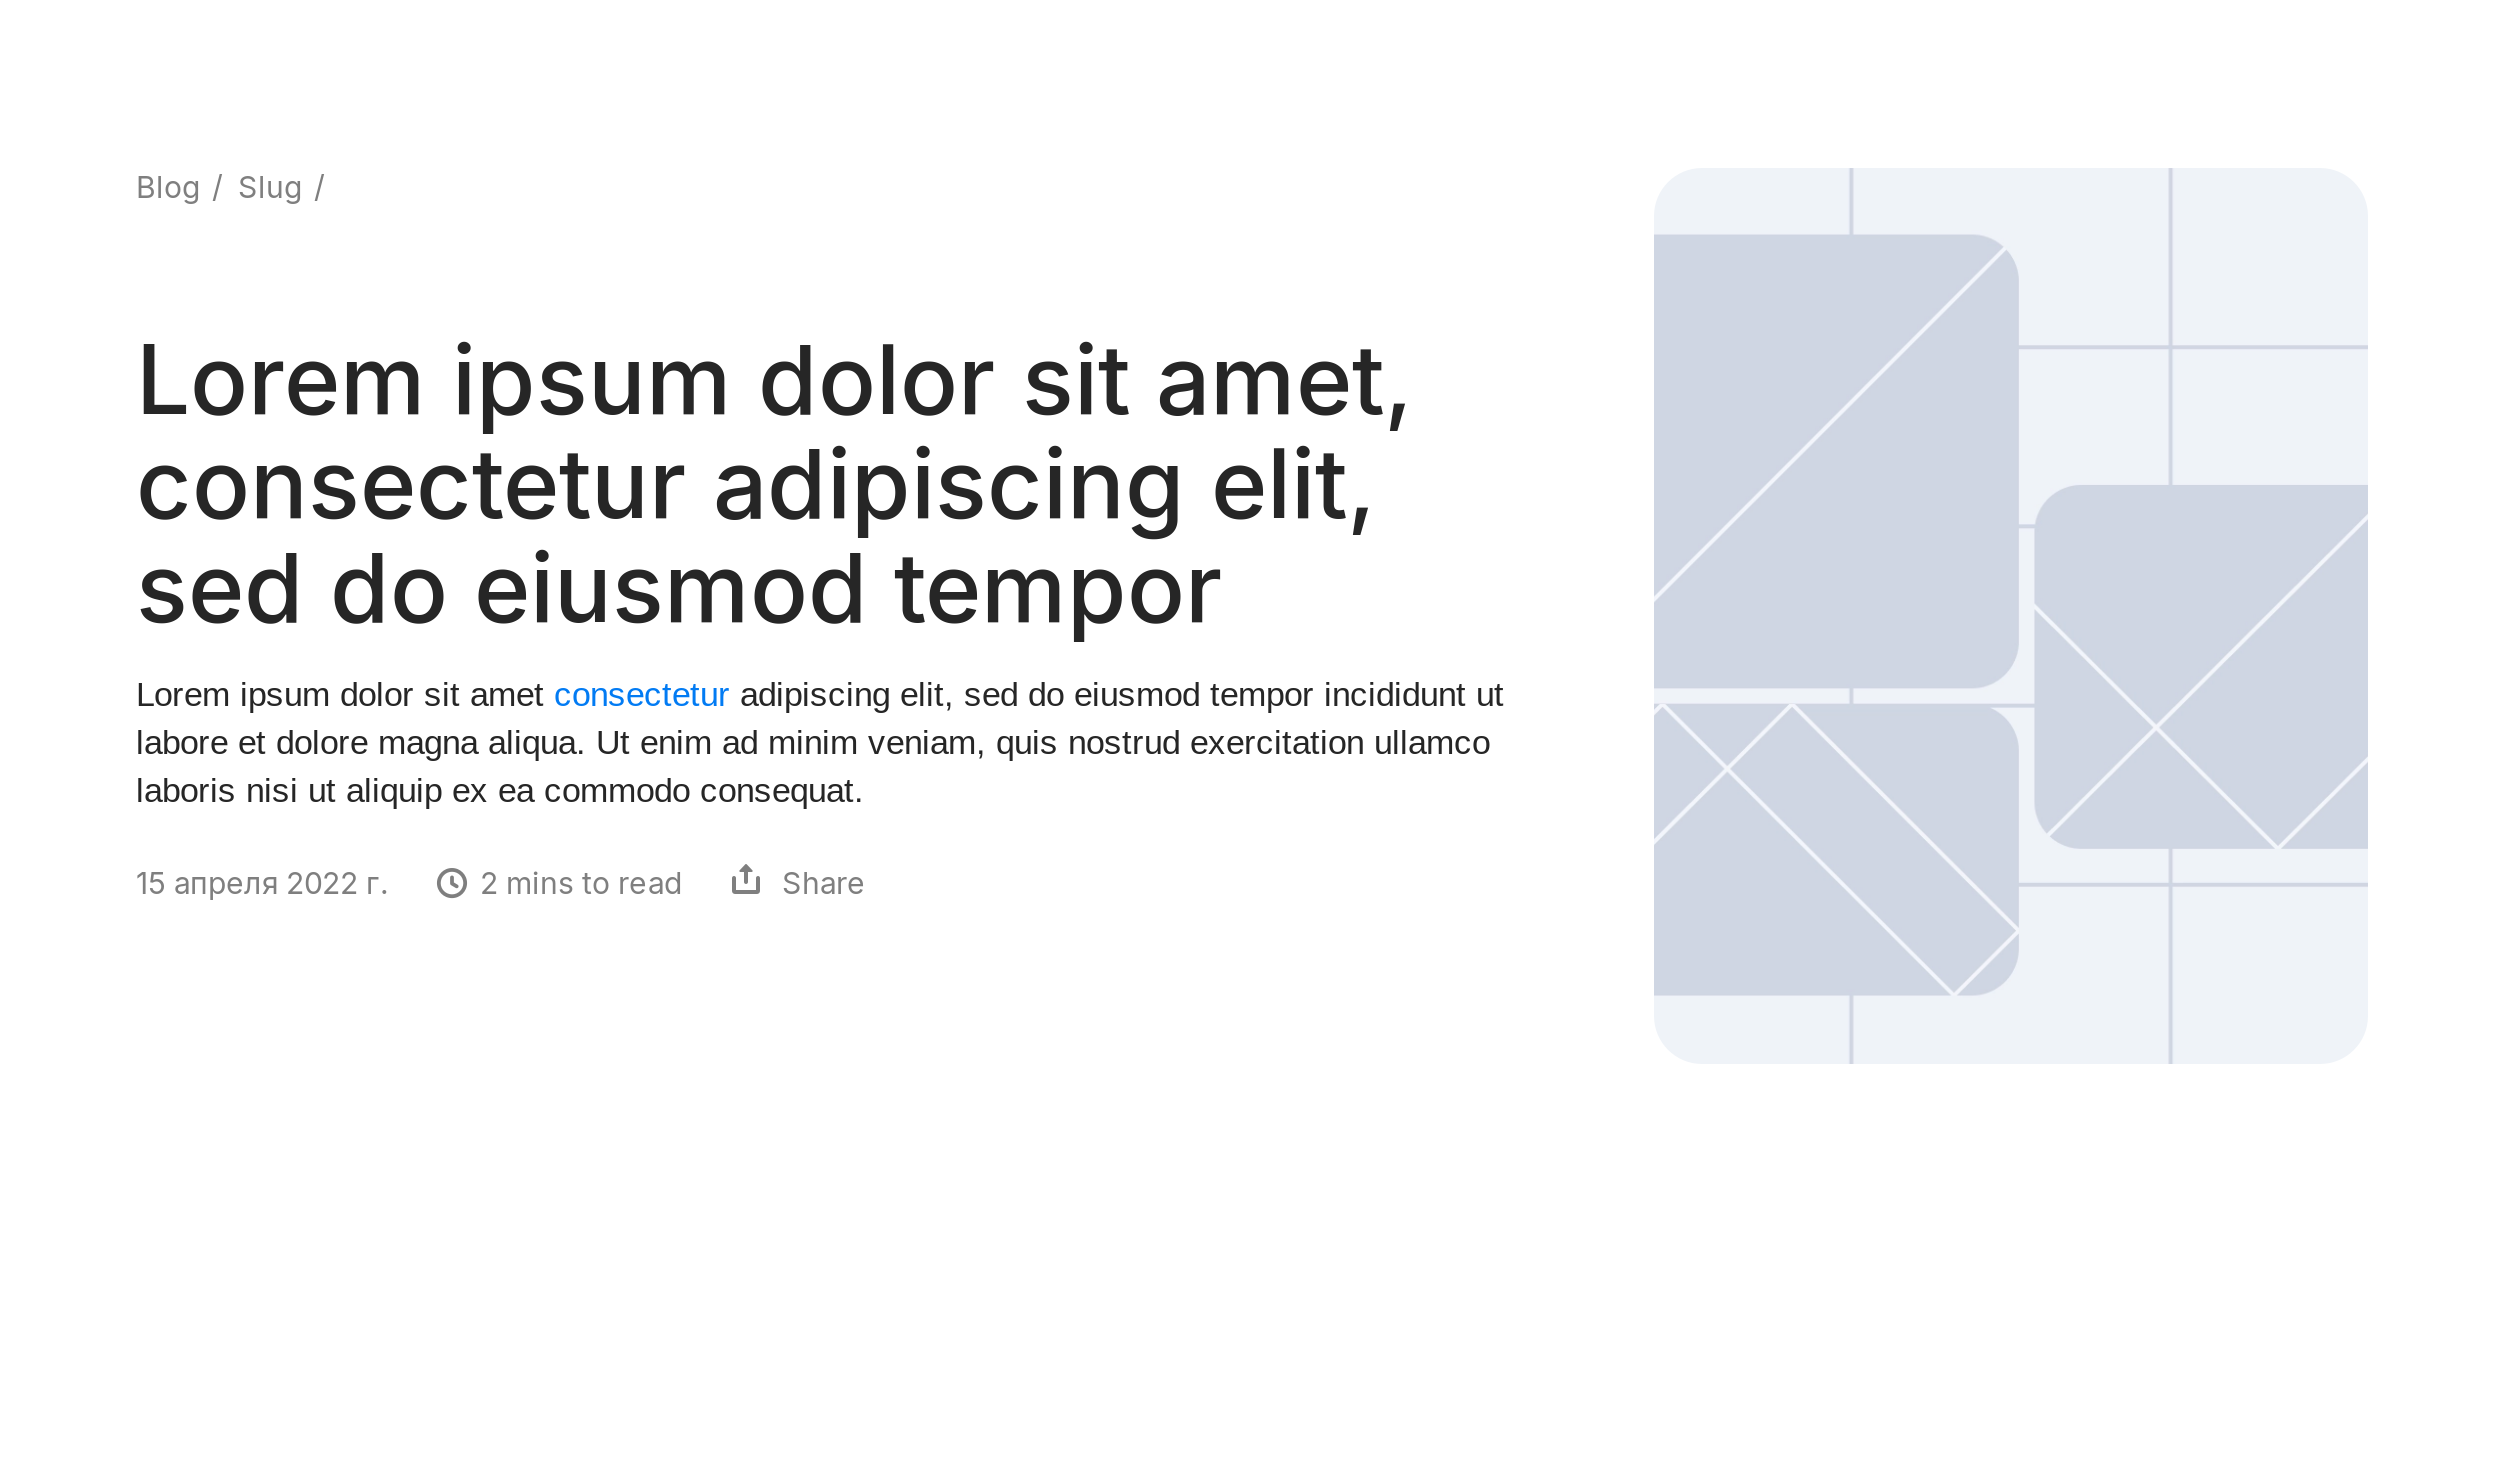 Blog / Slug /
Lorem ipsum dolor sit amet,
consectetur adipiscing elit,
sed do eiusmod tempor
Lorem ipsum dolor sit amet consectetur adipiscing elit, sed do eiusmod tempor incididunt ut
labore et dolore magna aliqua. Ut enim ad minim veniam, quis nostrud exercitation ullamco
laboris nisi ut aliquip ex ea commodo consequat.
15 апреля 2022 г. 2 mins to read Share